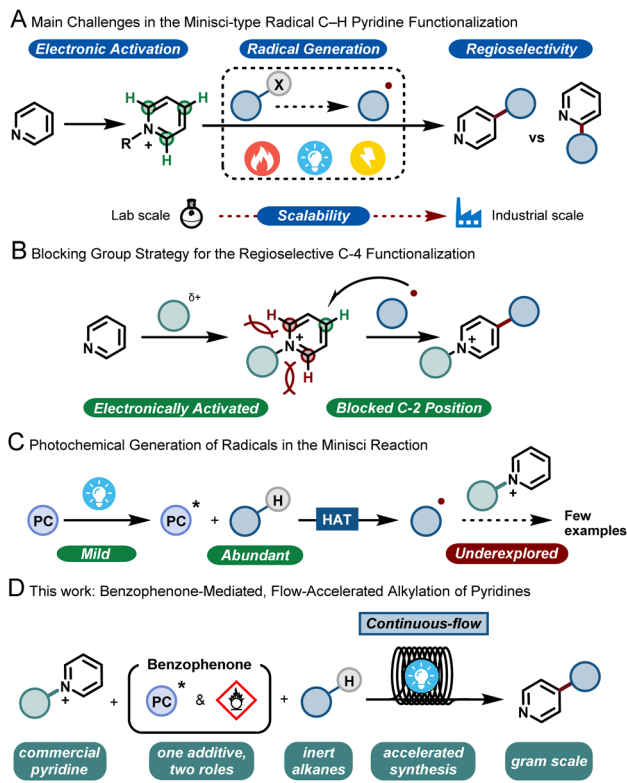 A Main Challenges in the Minisci-type Radical C–H Pyridine Functionalization
Electronic Activation
Radical Generation
Regioselectivity
N
H
H
N
+
R
H
X
N
vs
N
Lab scale
Scalability
Industrial scale
B Blocking Group Strategy for the Regioselective C-4 Functionalization
N
δ+
H
H
N
+
H
N
+
Electronically Activated
Blocked C-2 Position
C Photochemical Generation of Radicals in the Minisci Reaction
PC
PC*
+
H
HAT
N
+
Few
examples
Mild
Abundant
Underexplored
D This work: Benzophenone-Mediated, Flow-Accelerated Alkylation of Pyridines
Continuous-flow
N
+
+
Benzophenone
PC*
&
+
H
N
commercial
pyridine
one additive,
two roles
inert
alkanes
accelerated
synthesis
gram scale